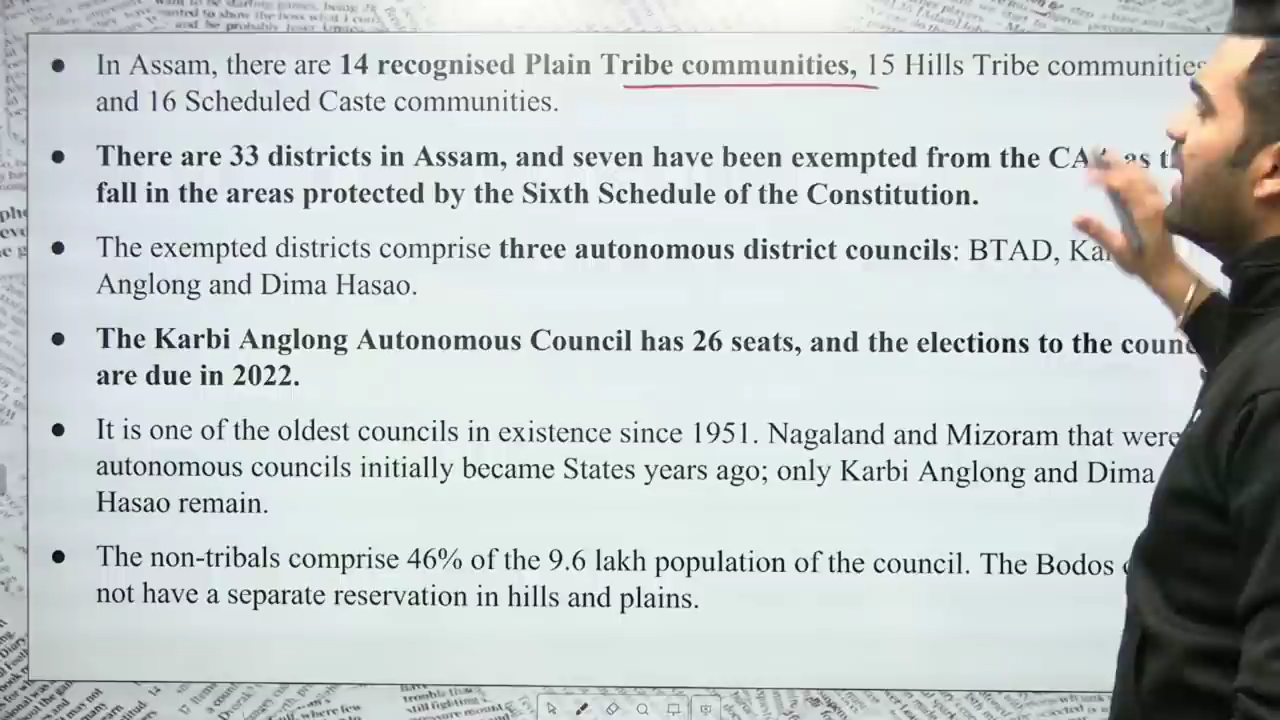 ● In Assam, there are 14 recognised Plain Tribe communities, 15 Hills Tribe communities
and 16 Scheduled Caste communities.
● There are 33 districts in Assam, and seven have been exempted from the as
fall in the areas protected by the Sixth Schedule of the Constitution.
● The exempted districts comprise three autonomous district councils: BTAD,
Anglong and Dima Hasao.
● The Karbi Anglong Autonomous Council has 26 seats, and the elections to the
are due in 2022.
● It is one of the oldest councils in existence since 1951. Nagaland and Mizoram that were
autonomous councils initially became States years ago; only Karbi Anglong and Dima
Hasao remain.
● The non-tribals comprise 46% of the 9.6 lakh population of the council. The Bodos
not have a separate reservation in hills and plains.